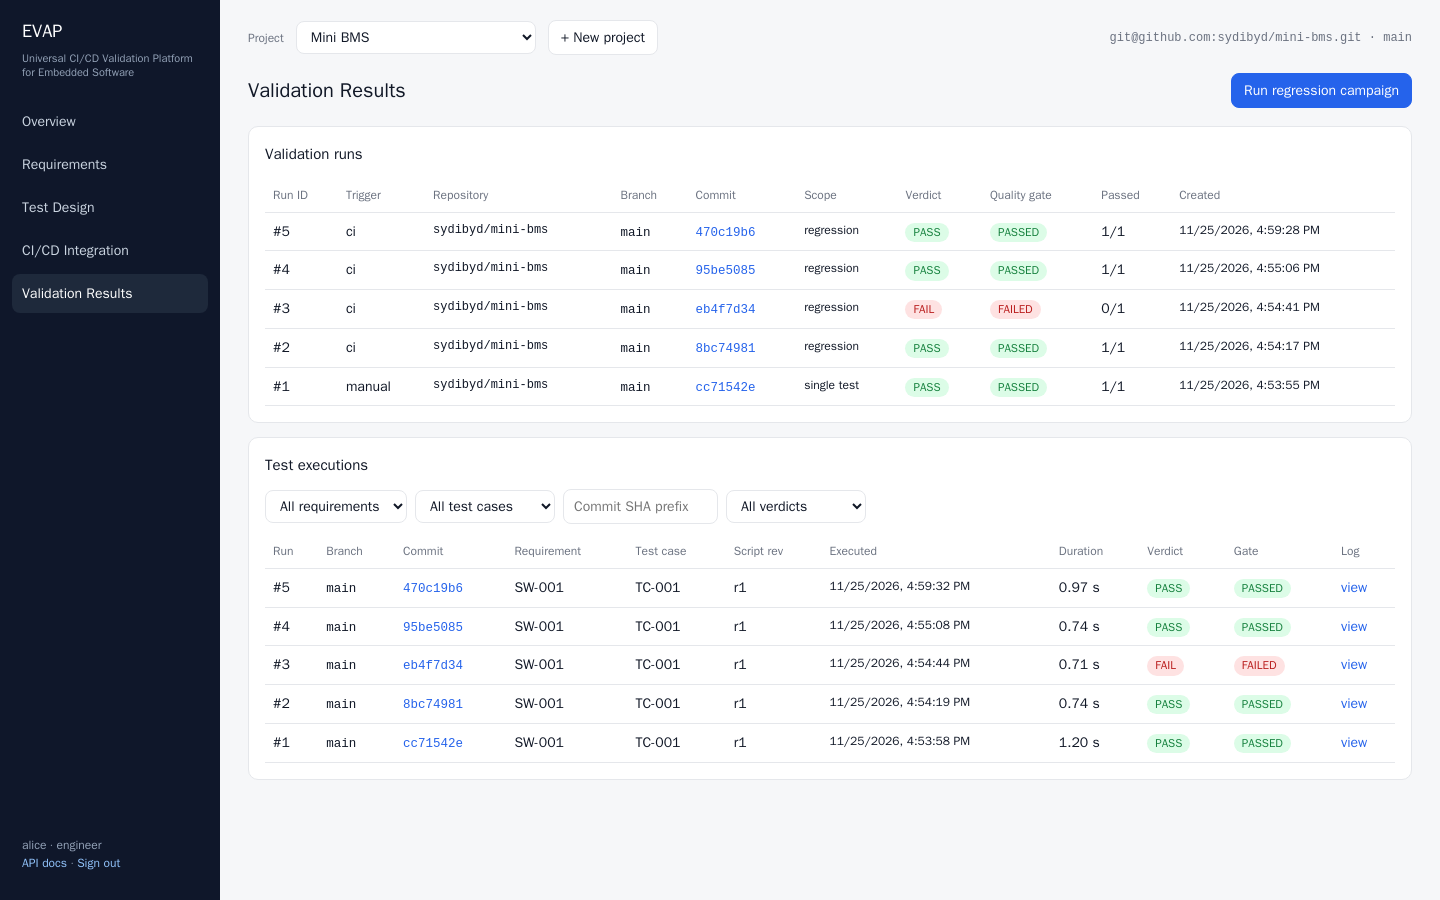 EVAP
Universal CI/CD Validation Platform
for Embedded Software
Overview
Requirements
Test Design
CI/CD Integration
Validation Results
alice · engineer
API docs · Sign out
Project Mini BMS + New project git@github.com:sydibyd/mini-bms.git · main
Validation Results Run regression campaign
Validation runs
Run ID Trigger Repository Branch Commit Scope Verdict Quality gate Passed Created
#5 ci sydibyd/mini-bms main 470c19b6 regression PASS PASSED 1/1 11/25/2026, 4:59:28 PM
#4 ci sydibyd/mini-bms main 95be5085 regression PASS PASSED 1/1 11/25/2026, 4:55:06 PM
#3 ci sydibyd/mini-bms main eb4f7d34 regression FAIL FAILED 0/1 11/25/2026, 4:54:41 PM
#2 ci sydibyd/mini-bms main 8bc74981 regression PASS PASSED 1/1 11/25/2026, 4:54:17 PM
#1 manual sydibyd/mini-bms main cc71542e single test PASS PASSED 1/1 11/25/2026, 4:53:55 PM
Test executions
All requirements All test cases Commit SHA prefix All verdicts
Run Branch Commit Requirement Test case Script rev Executed Duration Verdict Gate Log
#5 main 470c19b6 SW-001 TC-001 r1 11/25/2026, 4:59:32 PM 0.97 s PASS PASSED view
#4 main 95be5085 SW-001 TC-001 r1 11/25/2026, 4:55:08 PM 0.74 s PASS PASSED view
#3 main eb4f7d34 SW-001 TC-001 r1 11/25/2026, 4:54:44 PM 0.71 s FAIL FAILED view
#2 main 8bc74981 SW-001 TC-001 r1 11/25/2026, 4:54:19 PM 0.74 s PASS PASSED view
#1 main cc71542e SW-001 TC-001 r1 11/25/2026, 4:53:58 PM 1.20 s PASS PASSED view